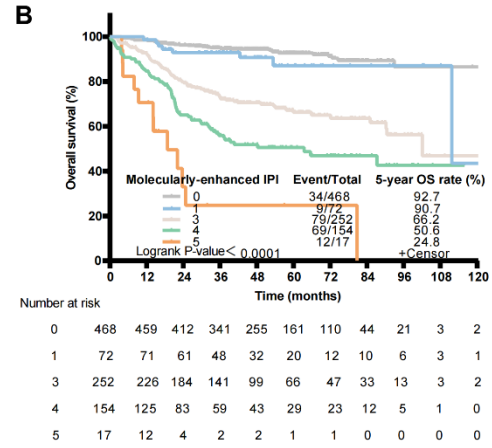 B
Overall survival (%)
100
80
60
40
20
0
Molecularly-enhanced IPI Event/Total 5-year OS rate (%)
0 34/468 92.7
1 9/72 90.7
3 79/252 66.2
4 69/154 50.6
5 12/17 24.8
Logrank P-value< 0.0001 +Censor
0 12 24 36 48 60 72 84 96 108 120
Time (months)
Number at risk
0 468 459 412 341 255 161 110 44 21 3 2
1 72 71 61 48 32 20 12 10 6 3 1
3 252 226 184 141 99 66 47 33 13 3 2
4 154 125 83 59 43 29 23 12 5 1 0
5 17 12 4 2 2 1 1 0 0 0 0